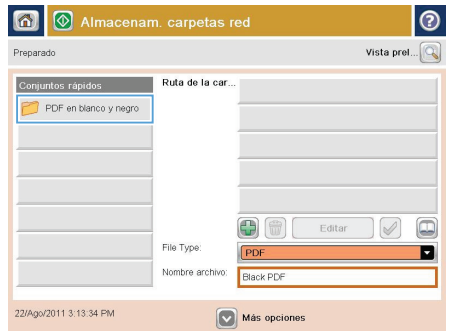 Almacenam. carpetas red
Preparado
Vista prel...
Conjuntos rápidos
PDF en blanco y negro
Ruta de la car...
Editar
File Type:
PDF
Nombre archivo:
Black PDF
22/Ago/2011 3:13:34 PM
Más opciones